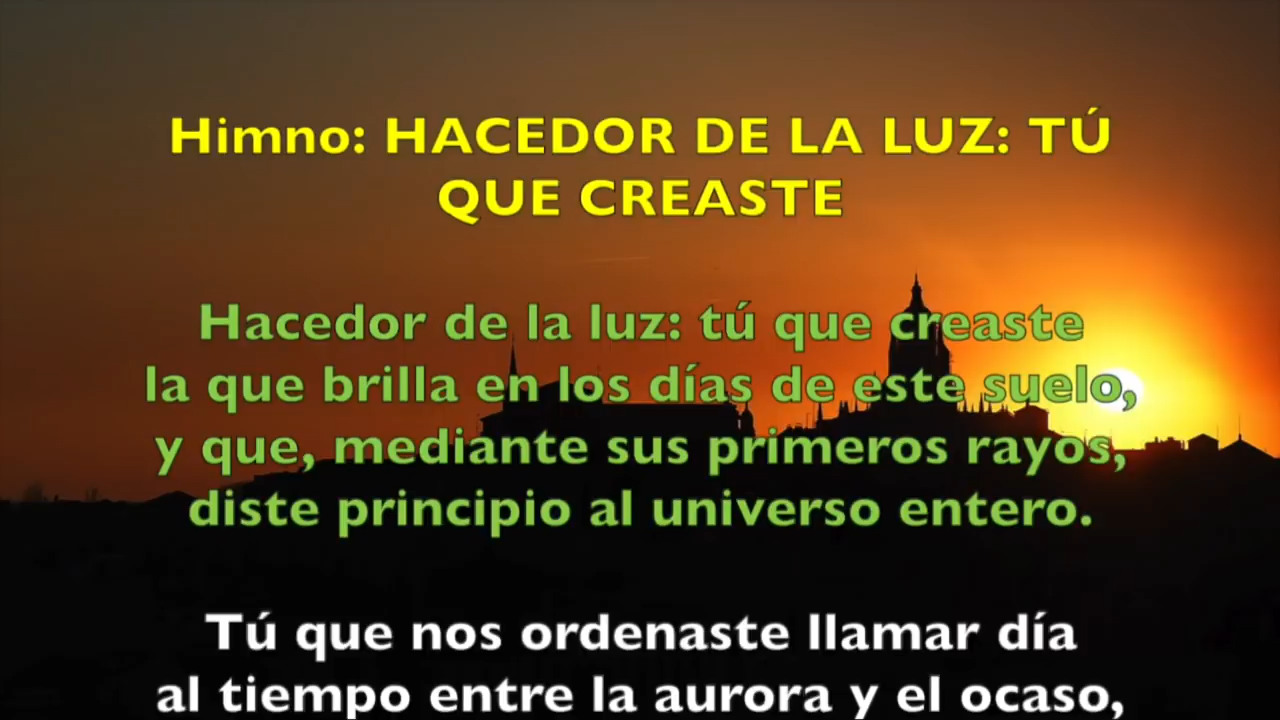 Himno: HACEDOR DE LA LUZ: TÚ
QUE CREASTE
Hacedor de la luz: tú que creaste
la que brilla en los días de este suelo,
y que, mediante sus primeros rayos,
diste principio al universo entero.
Tú que nos ordenaste llamar día
al tiempo entre la aurora y el ocaso,